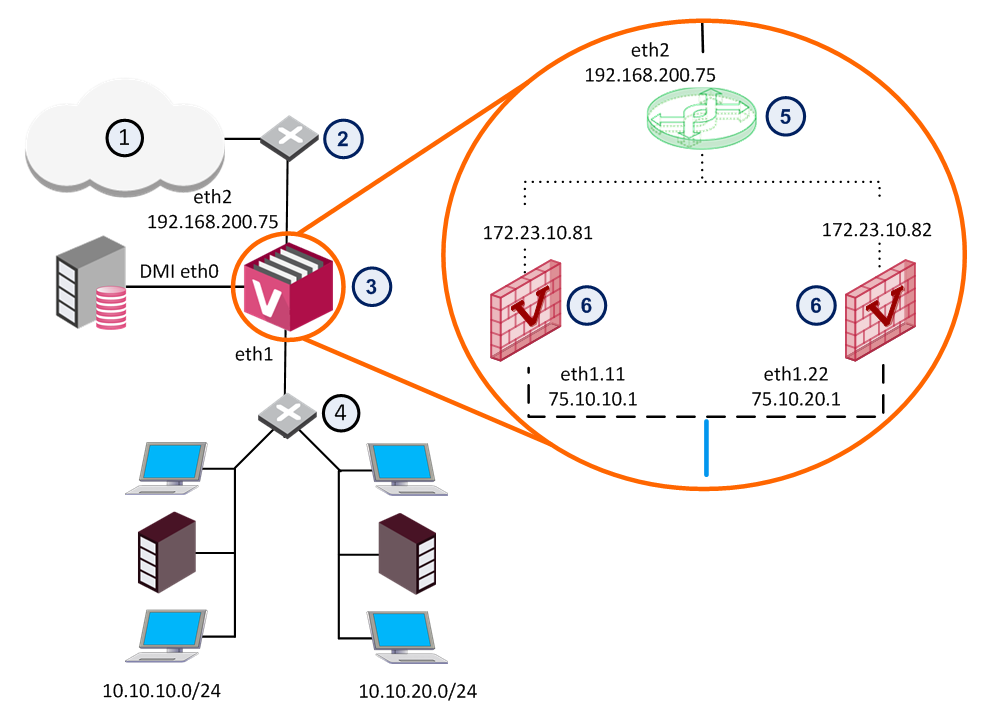 eth2
192.168.200.75
5
1
2
eth2
192.168.200.75
172.23.10.81
172.23.10.82
DMI eth0
V
3
V
6
6
V
eth1
eth1.11
75.10.10.1
eth1.22
75.10.20.1
4
10.10.10.0/24
10.10.20.0/24